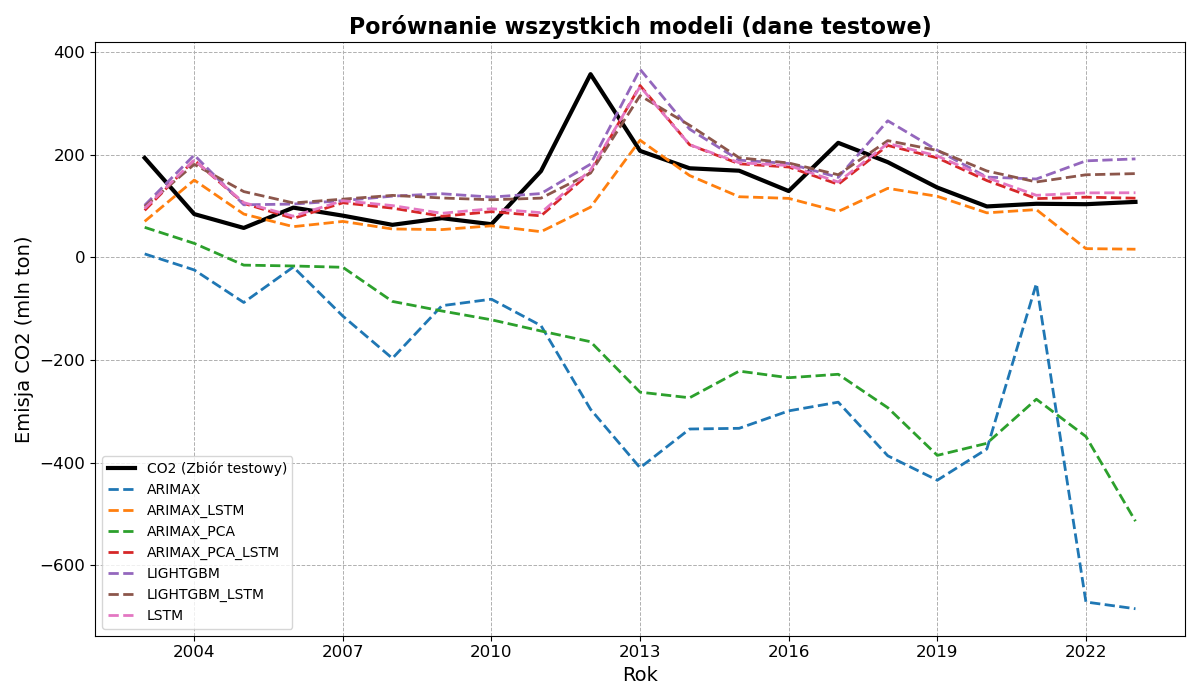 Porównanie wszystkich modeli (dane testowe)
400
200
0
−200
−400
−600
Emisja CO2 (mln ton)
CO2 (Zbiór testowy)
ARIMAX
ARIMAX_LSTM
ARIMAX_PCA
ARIMAX_PCA_LSTM
LIGHTGBM
LIGHTGBM_LSTM
LSTM
2004 2007 2010 2013 2016 2019 2022
Rok